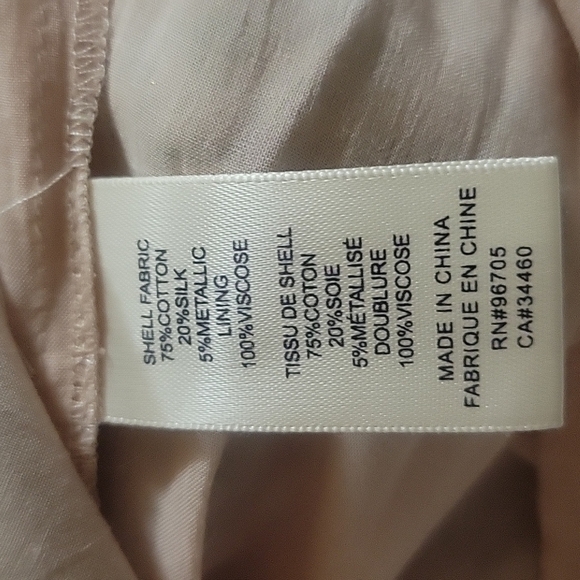 SHELL FABRIC
75%COTTON
20%SILK
5%METALLIC
LINING
100%VISCOSE
TISSU DE SHELL
75%COTON
20%SOIE
5%MÉTALLISÉ
DOUBLURE
100%VISCOSE
MADE IN CHINA
FABRIQUE EN CHINE
RN#96705
CA#34460